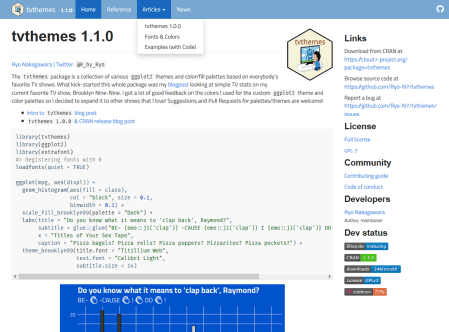 tvthemes 1.1.0 Home Reference Articles News
tvthemes 1.0.0
Fonts & Colors
Examples (with Code)
tvthemes 1.1.0
tvthemes
Ryo Nakagawara | Twitter: @R_by_Ryo
The tvthemes package is a collection of various ggplot2 themes and color/fill palettes based on everybody's
favorite TV shows. What kick-started this whole package was my blogpost looking at simple TV stats on my
current favorite TV show, Brooklyn Nine-Nine. I got a lot of good feedback on the colors I used for the custom ggplot2 theme and
color palettes so I decided to expand it to other shows that I love! Suggestions and Pull Requests for palettes/themes are welcome!
Intro to tvthemes blog post
tvthemes 1.0.0 & CRAN release blog post
library(tvthemes)
library(ggplot2)
library(extrafont)
#> Registering fonts with R
loadfonts(quiet = TRUE)
ggplot(mpg, aes(displ)) +
geom_histogram(aes(fill = class),
col = "black", size = 0.1,
binwidth = 0.1) +
scale_fill_brooklyn99(palette = "Dark") +
labs(title = "Do you know what it means to 'clap back', Raymond?",
subtitle = glue::glue("BE- {emo::ji('clap')} -CAUSE {emo::ji('clap')} I {emo::ji('clap')} DO
x = "Titles of Your Sex Tape",
caption = "Pizza bagels? Pizza rolls? Pizza poppers? Pizzaritos? Pizza pockets?") +
theme_brooklyn99(title.font = "Titillium Web",
text.font = "Calibri Light",
subtitle.size = 14)
Do you know what it means to 'clap back', Raymond?
BE- -CAUSE I DO !
Links
Download from CRAN at
https://cloud.r-project.org/
package=tvthemes
Browse source code at
https://github.com/Ryo-N7/tvthemes/
Report a bug at
https://github.com/Ryo-N7/tvthemes/
issues
License
Full license
GPL-3
Community
Contributing guide
Code of conduct
Developers
Ryo Nakagawara
Author, maintainer
Dev status
lifecycle maturing
CRAN 1.1.0
downloads 244/month
License GPLv3
codecov 71%